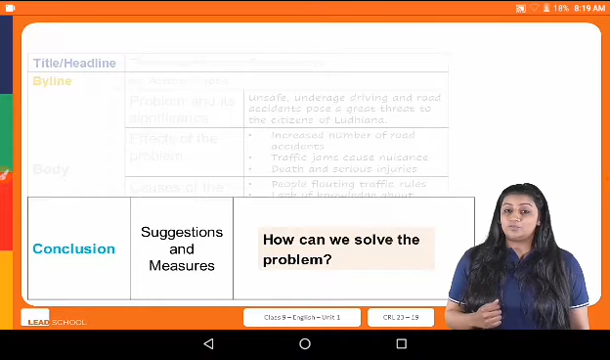 18% 8:19 AM
Title/Headline
Byline
Problem and its significance
Unsafe, underage driving and road
accidents pose a great threat to
the citizens of Ludhiana.
Effects of the problem
• Increased number of road
accidents
• Traffic jams cause nuisance
• Death and serious injuries
Body
Causes of the
• People flouting traffic rules
• Lack of knowledge about
Conclusion
Suggestions
and
Measures
How can we solve the
problem?
LEAD SCHOOL
Class 9 – English – Unit 1
CRL 23 – 19